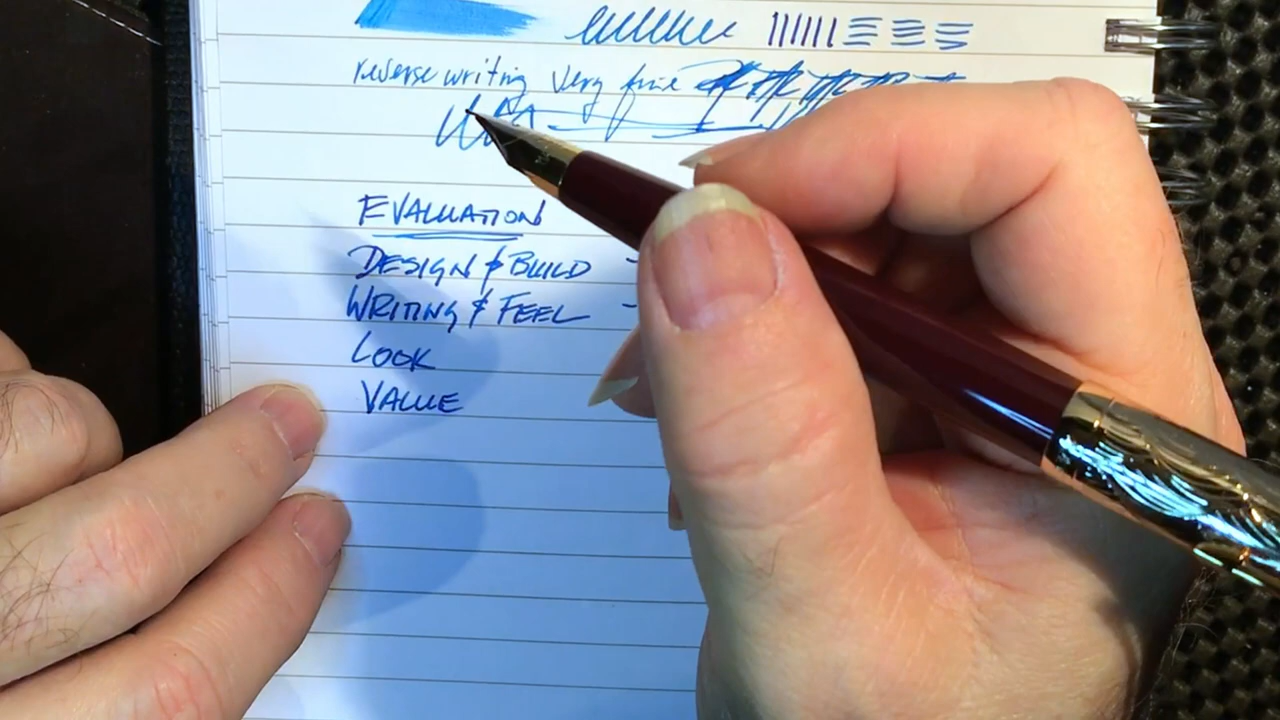 reverse writing very fine
EVALUATION
DESIGN & BUILD -
WRITING & FEEL -
LOOK
VALUE